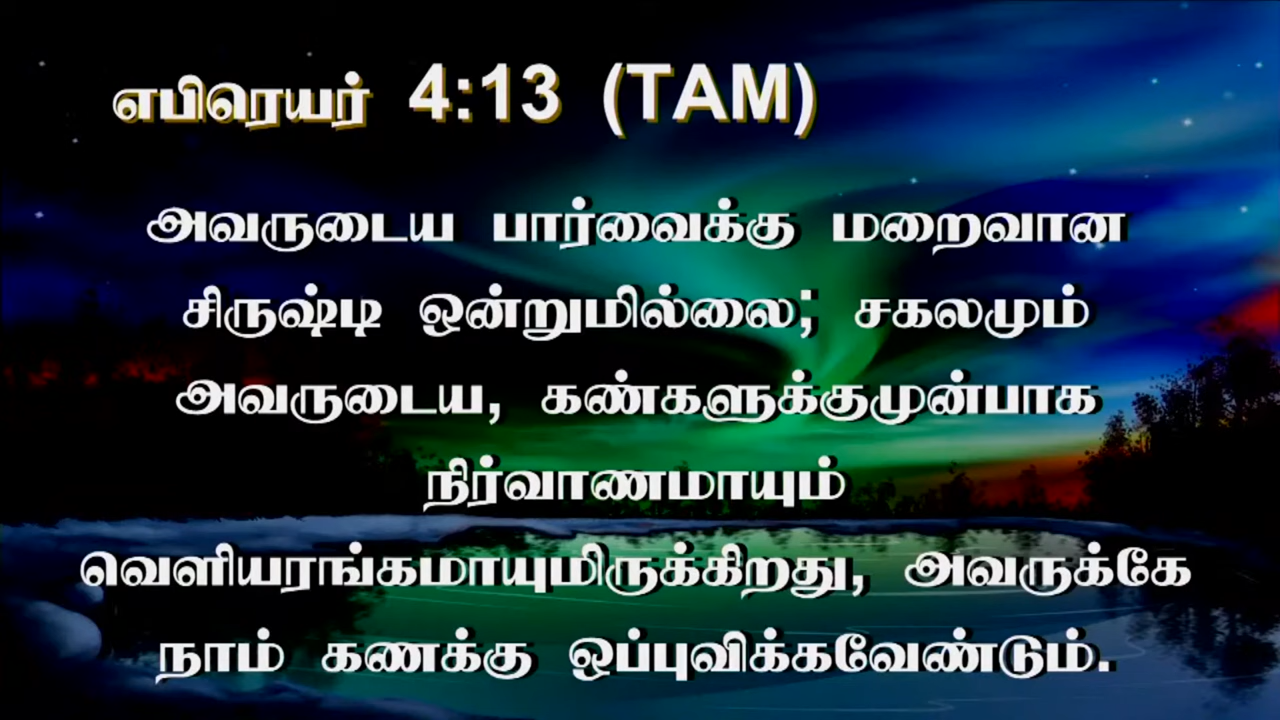 எபிரெயர் 4:13 (TAM)
அவருடைய பார்வைக்கு மறைவான
சிருஷ்டி ஒன்றுமில்லை; சகலமும்
அவருடைய, கண்களுக்குமுன்பாக
நிர்வாணமாயும்
வெளியரங்கமாயுமிருக்கிறது, அவருக்கே
நாம் கணக்கு ஒப்புவிக்கவேண்டும்.